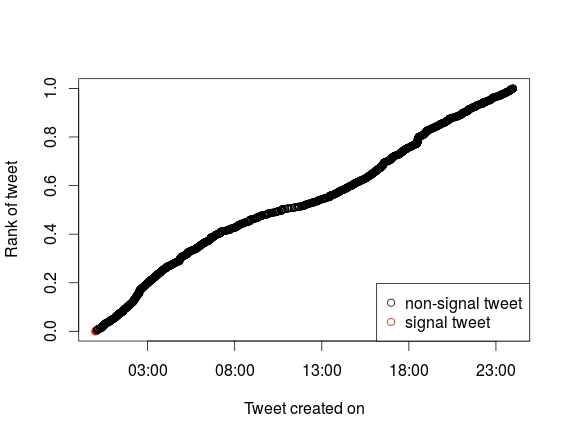 Rank of tweet
1.0
0.8
0.6
0.4
0.2
0.0
non-signal tweet
signal tweet
03:00 08:00 13:00 18:00 23:00
Tweet created on